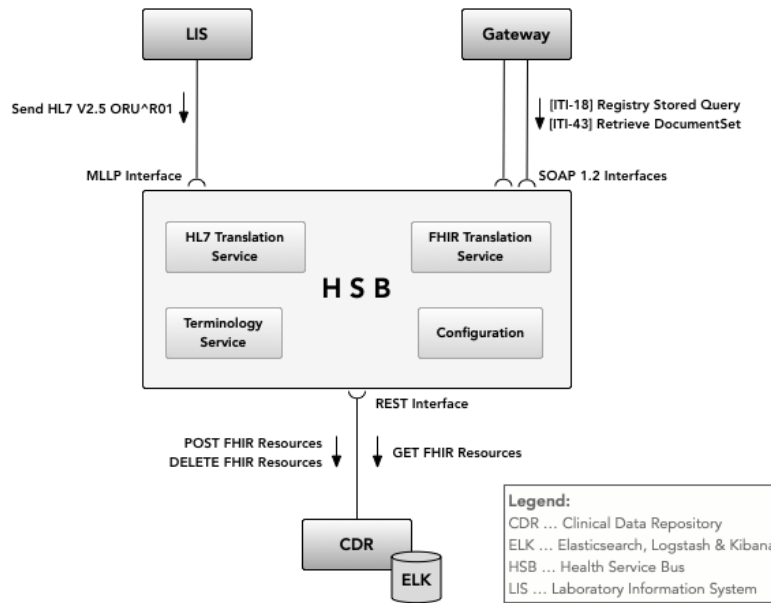 LIS
Gateway
Send HL7 V2.5 ORU^R01
[ITI-18] Registry Stored Query
[ITI-43] Retrieve DocumentSet
MLLP Interface
SOAP 1.2 Interfaces
HL7 Translation
Service
FHIR Translation
Service
H S B
Terminology
Service
Configuration
REST Interface
POST FHIR Resources
DELETE FHIR Resources
GET FHIR Resources
CDR
ELK
Legend:
CDR ... Clinical Data Repository
ELK ... Elasticsearch, Logstash & Kibana
HSB ... Health Service Bus
LIS ... Laboratory Information System